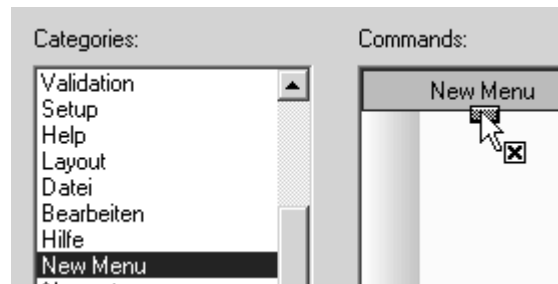 Categories:
Commands:
Validation
Setup
Help
Layout
Datei
Bearbeiten
Hilfe
New Menu
New Menu